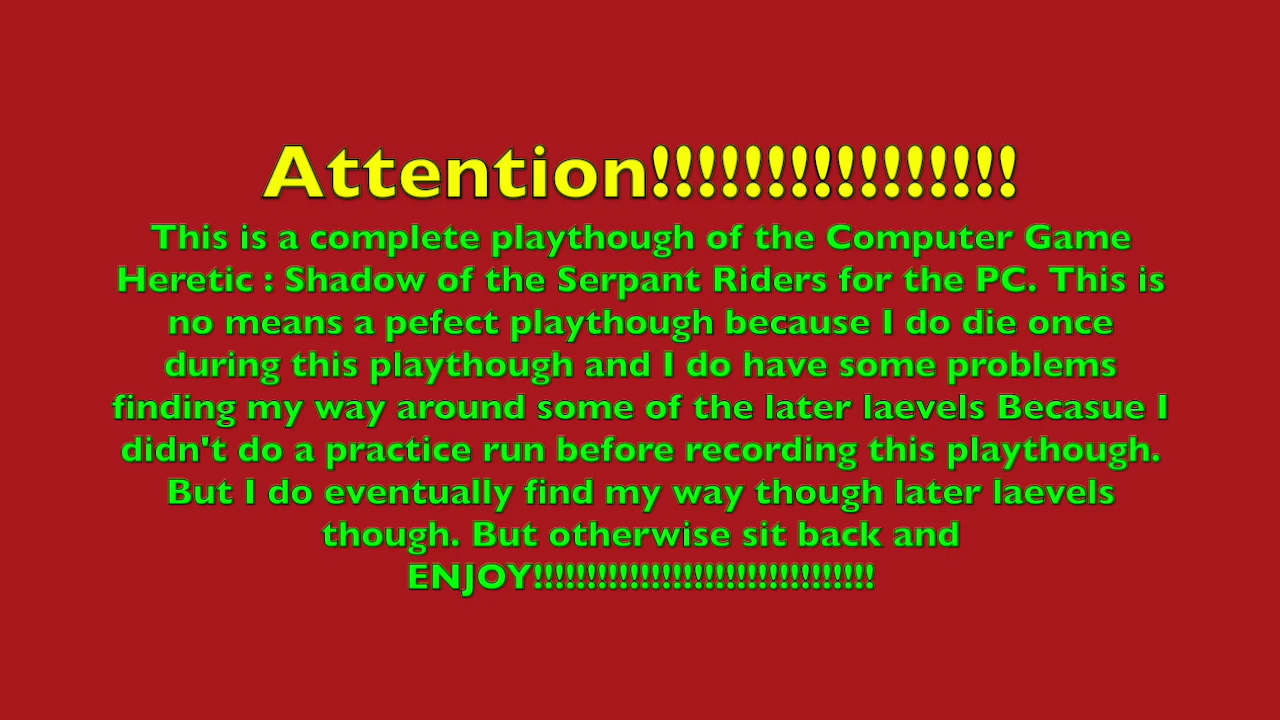 Attention!!!!!!!!!!!!!!!!
This is a complete playthough of the Computer Game
Heretic : Shadow of the Serpant Riders for the PC. This is
no means a pefect playthough because I do die once
during this playthough and I do have some problems
finding my way around some of the later laevels Becasue I
didn't do a practice run before recording this playthough.
But I do eventually find my way though later laevels
though. But otherwise sit back and
ENJOY!!!!!!!!!!!!!!!!!!!!!!!!!!!!!!!!